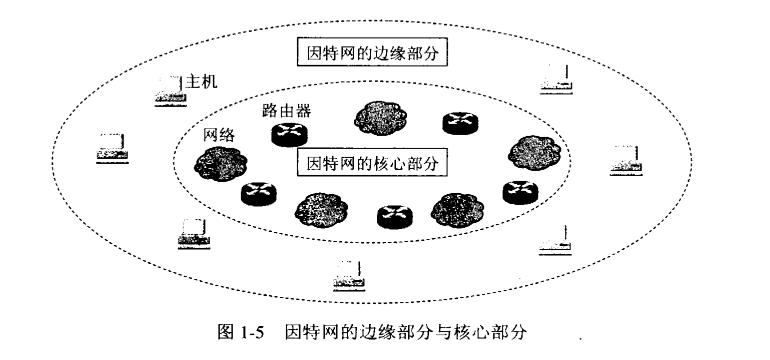 因特网的边缘部分
主机
路由器
网络
因特网的核心部分
图 1-5 因特网的边缘部分与核心部分